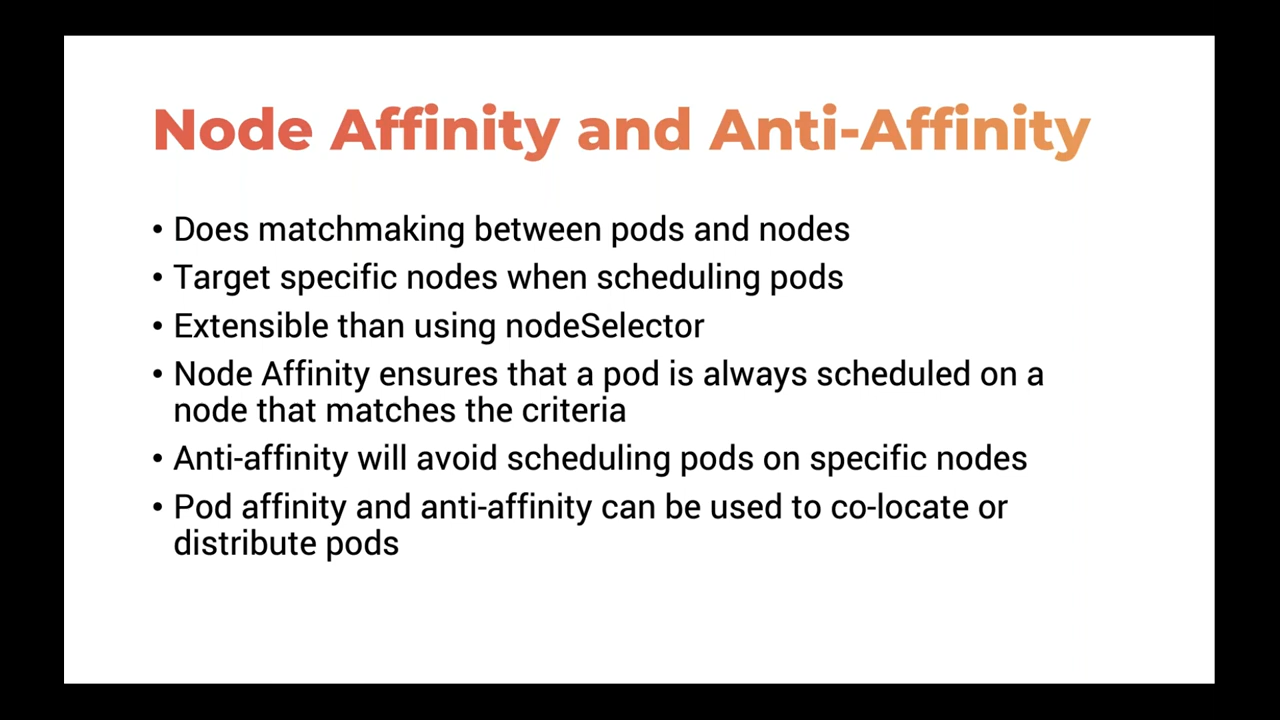 Node Affinity and Anti-Affinity
• Does matchmaking between pods and nodes
• Target specific nodes when scheduling pods
• Extensible than using nodeSelector
• Node Affinity ensures that a pod is always scheduled on a
node that matches the criteria
• Anti-affinity will avoid scheduling pods on specific nodes
• Pod affinity and anti-affinity can be used to co-locate or
distribute pods